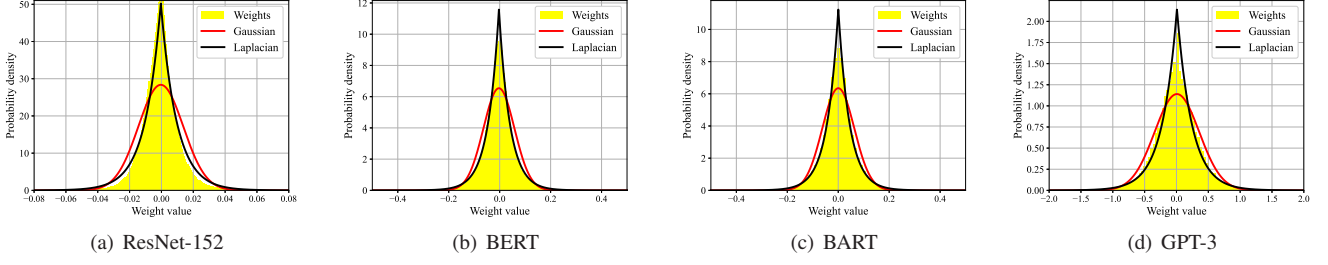 Probability density
50
40
30
20
10
0
−0.08 −0.06 −0.04 −0.02 0.00 0.02 0.04 0.06 0.08
Weight value
Weights
Gaussian
Laplacian
(a) ResNet-152
Probability density
12
10
8
6
4
2
0
−0.4 −0.2 0.0 0.2 0.4
Weight value
Weights
Gaussian
Laplacian
(b) BERT
Probability density
10
8
6
4
2
0
−0.4 −0.2 0.0 0.2 0.4
Weight value
Weights
Gaussian
Laplacian
(c) BART
Probability density
2.00
1.75
1.50
1.25
1.00
0.75
0.50
0.25
0.00
−2.0 −1.5 −1.0 −0.5 0.0 0.5 1.0 1.5 2.0
Weight value
Weights
Gaussian
Laplacian
(d) GPT-3